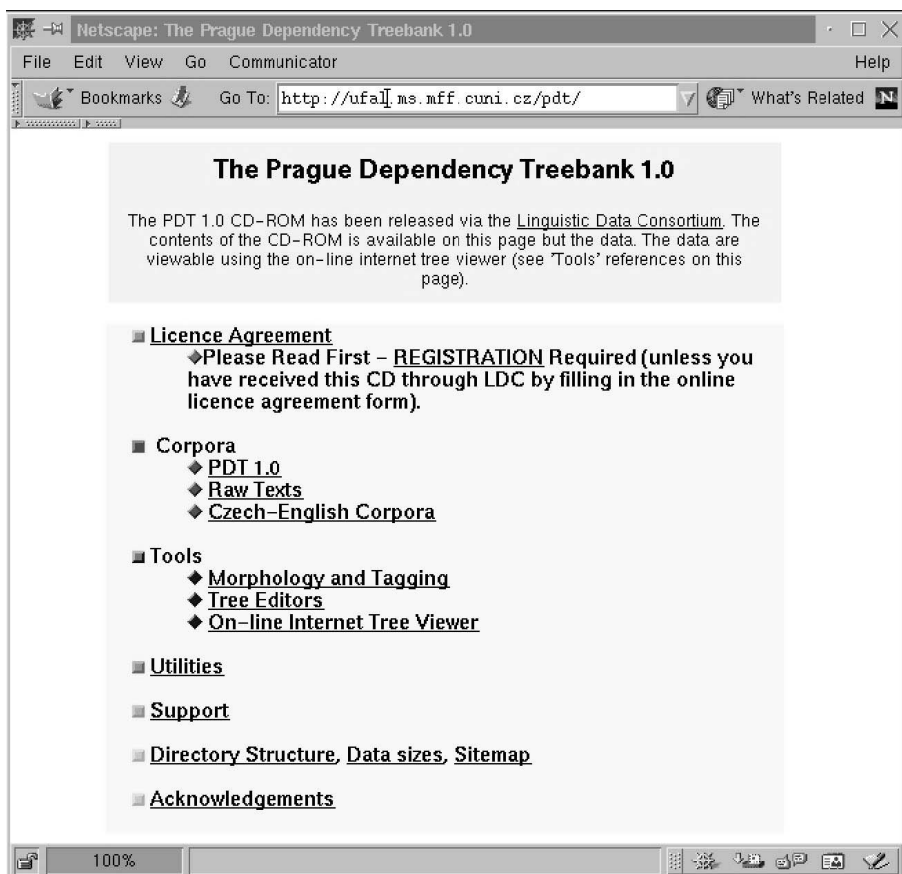 Netscape: The Prague Dependency Treebank 1.0
File Edit View Go Communicator Help
Bookmarks Go To: http://ufal.ms.mff.cuni.cz/pdt/ What's Related N
The Prague Dependency Treebank 1.0
The PDT 1.0 CD-ROM has been released via the Linguistic Data Consortium. The
contents of the CD-ROM is available on this page but the data. The data are
viewable using the on-line internet tree viewer (see 'Tools' references on this
page).
Licence Agreement
Please Read First - REGISTRATION Required (unless you
have received this CD through LDC by filling in the online
licence agreement form).
Corpora
PDT 1.0
Raw Texts
Czech-English Corpora
Tools
Morphology and Tagging
Tree Editors
On-line Internet Tree Viewer
Utilities
Support
Directory Structure, Data sizes, Sitemap
Acknowledgements
100%